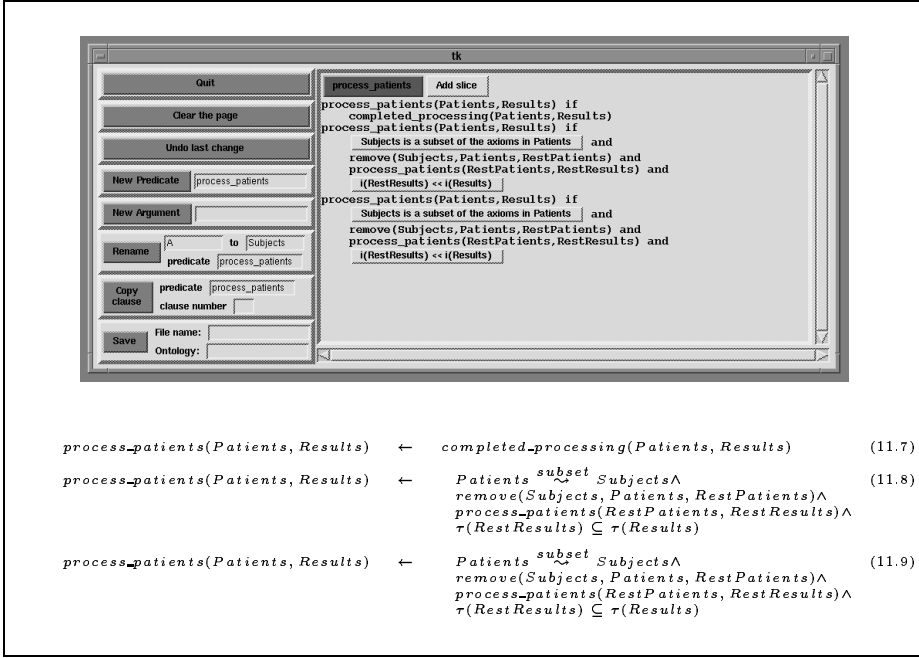 tk
Quit
Clear the page
Undo last change
New Predicate process_patients
New Argument
Rename A to Subjects
predicate process_patients
Copy clause predicate process_patients
clause number
Save File name:
Ontology:
process_patients Add slice
process_patients(Patients,Results) if
completed_processing(Patients,Results)
process_patients(Patients,Results) if
Subjects is a subset of the axioms in Patients and
remove(Subjects,Patients,RestPatients) and
process_patients(RestPatients,RestResults) and
i(RestResults) << i(Results)
process_patients(Patients,Results) if
Subjects is a subset of the axioms in Patients and
remove(Subjects,Patients,RestPatients) and
process_patients(RestPatients,RestResults) and
i(RestResults) << i(Results)
process_patients(Patients, Results) ← completed_processing(Patients, Results) (11.7)
process_patients(Patients, Results) ← Patients subset⇝ Subjects∧ (11.8)
remove(Subjects, Patients, RestPatients)∧
process_patients(RestPatients, RestResults)∧
τ(RestResults) ⊆ τ(Results)
process_patients(Patients, Results) ← Patients subset⇝ Subjects∧ (11.9)
remove(Subjects, Patients, RestPatients)∧
process_patients(RestPatients, RestResults)∧
τ(RestResults) ⊆ τ(Results)